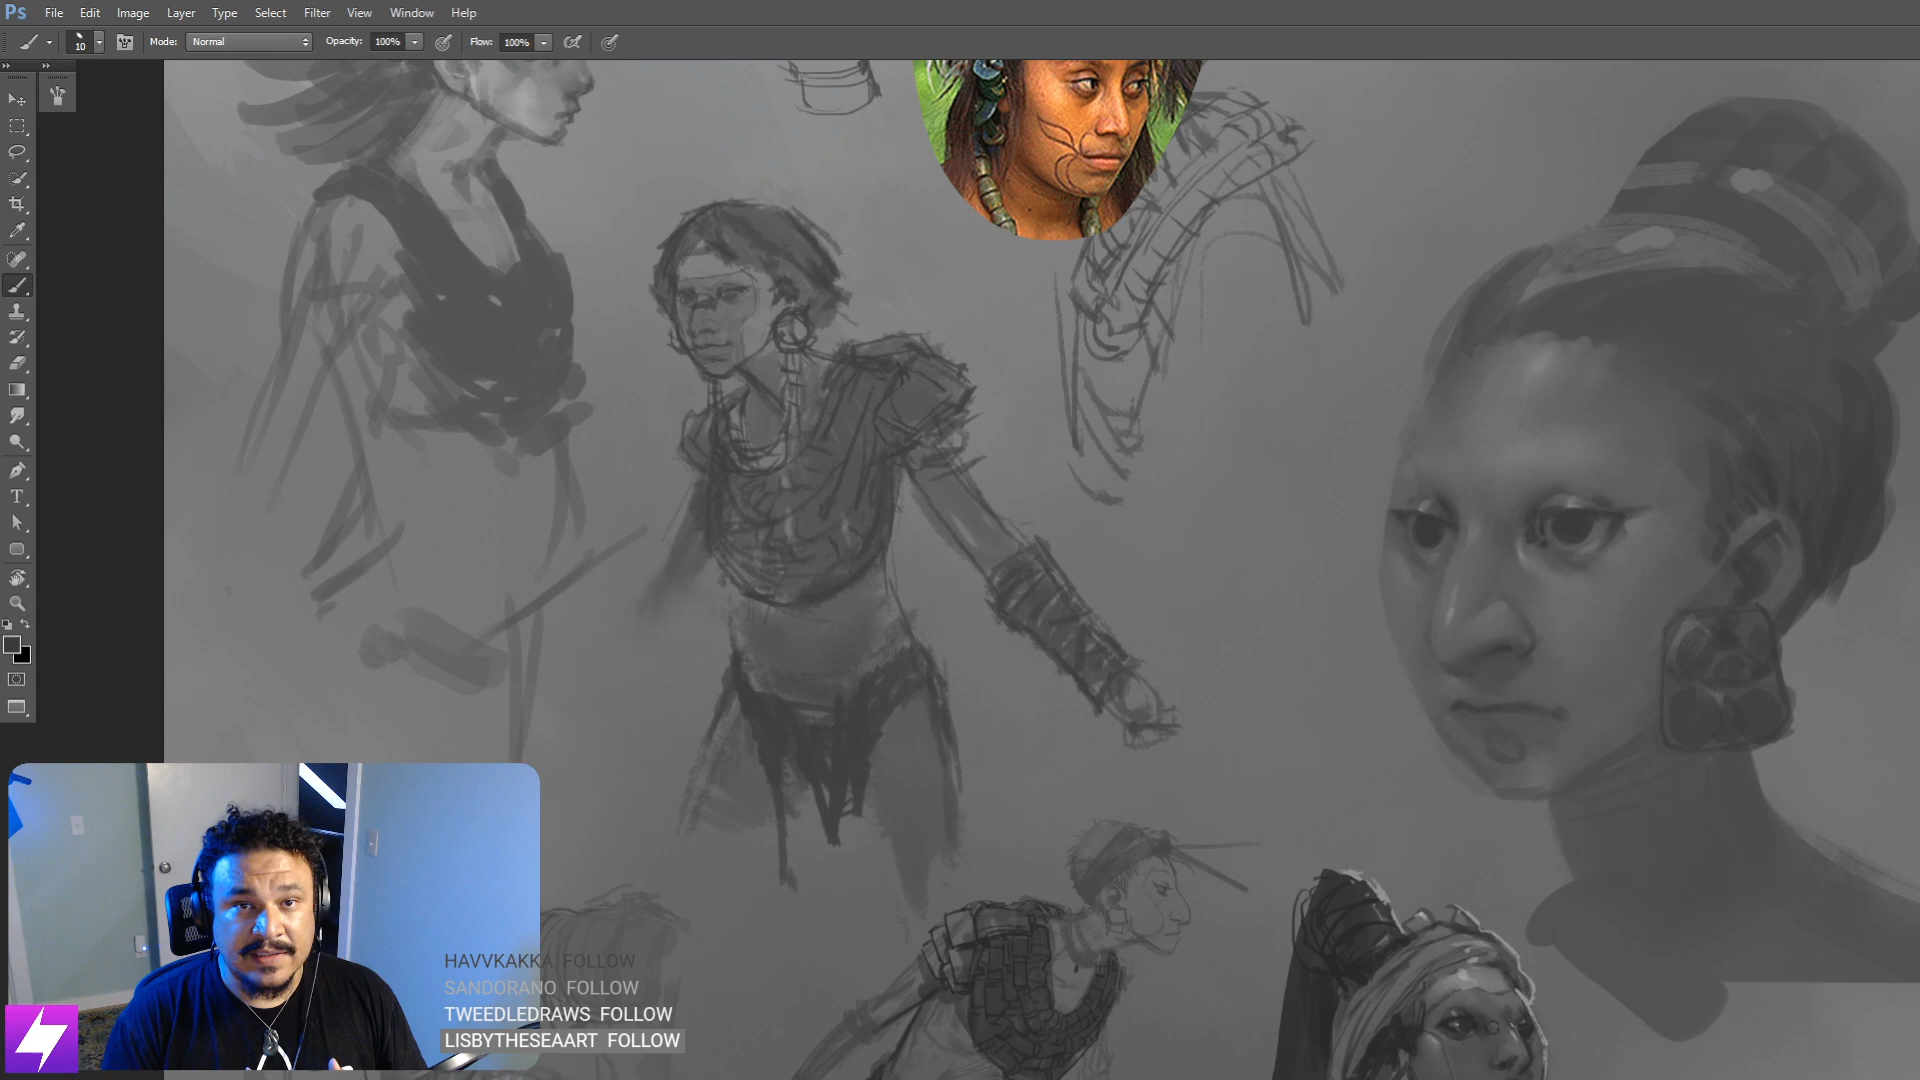 Ps File Edit Image Layer Type Select Filter View Window Help
10 Mode: Normal Opacity: 100% Flow: 100%
T
HAVVKAKKA FOLLOW
SANDORANO FOLLOW
TWEEDLEDRAWS FOLLOW
LISBYTHESEAART FOLLOW